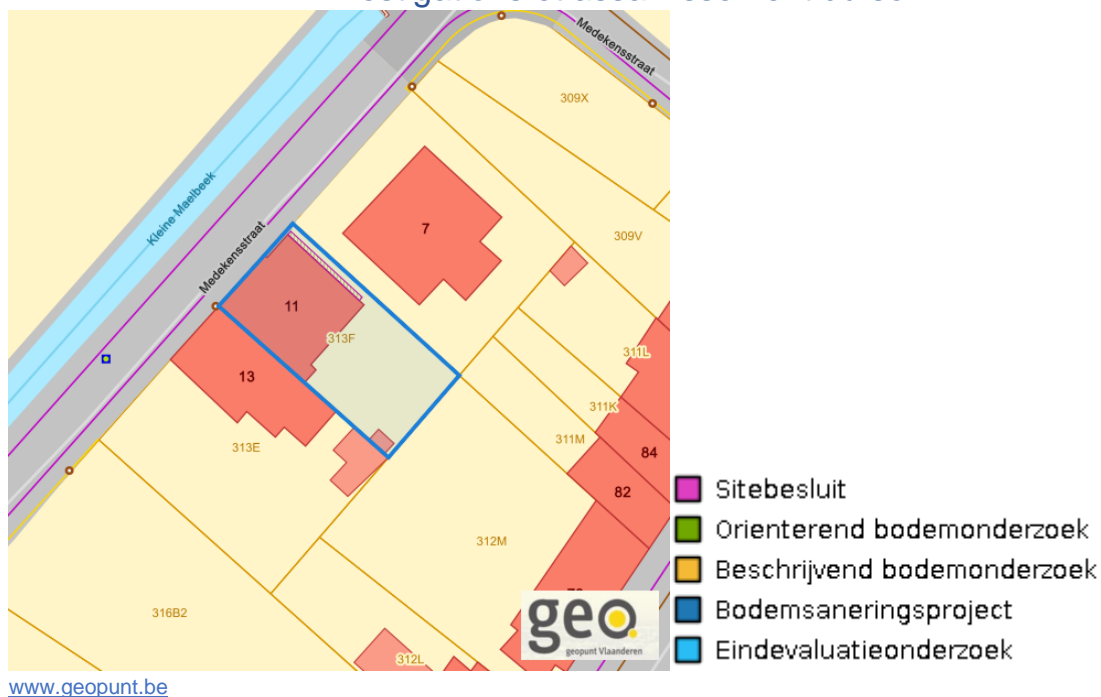 Medekensstraat
309X
Kleine Maelbeek
7
Medekensstraat
309V
11
313F
311L
13
311K
313E
311M
84
82
312M
316B2
312L
geo
geopunt Vlaanderen
Sitebesluit
Orienterend bodemonderzoek
Beschrijvend bodemonderzoek
Bodemsaneringsproject
Eindevaluatieonderzoek
www.geopunt.be